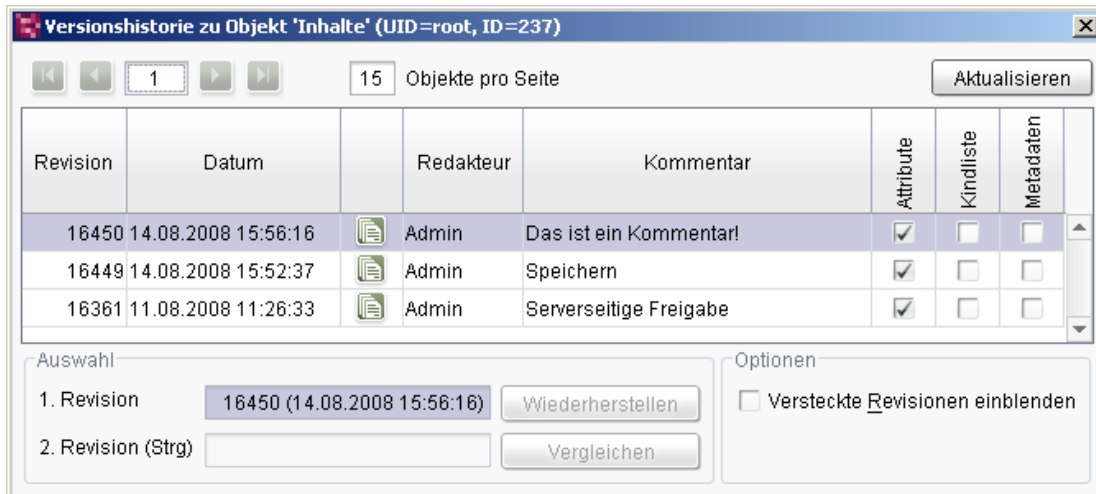 Versionshistorie zu Objekt 'Inhalte' (UID=root, ID=237)
1 15 Objekte pro Seite Aktualisieren
Revision Datum Redakteur Kommentar Attribute Kindliste Metadaten
16450 14.08.2008 15:56:16 Admin Das ist ein Kommentar!
16449 14.08.2008 15:52:37 Admin Speichern
16361 11.08.2008 11:26:33 Admin Serverseitige Freigabe
Auswahl Optionen
1. Revision 16450 (14.08.2008 15:56:16) Wiederherstellen Versteckte Revisionen einblenden
2. Revision (Strg) Vergleichen